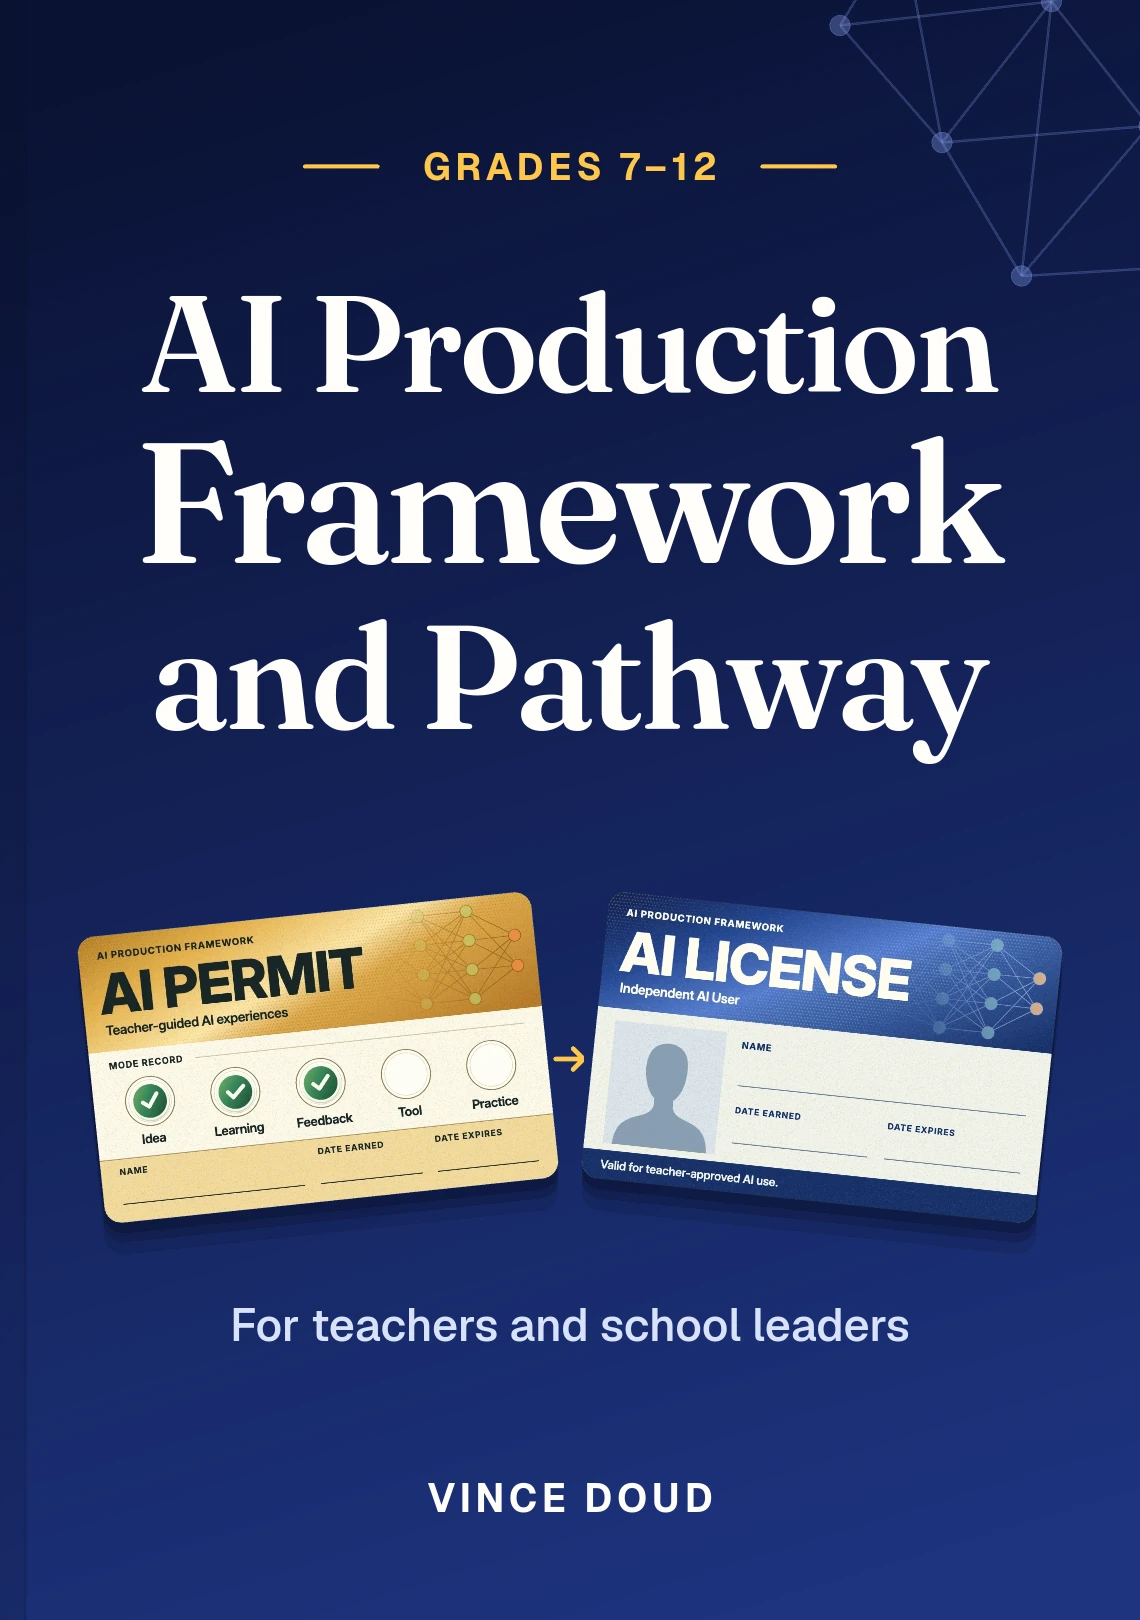 GRADES 7–12
AI Production
Framework
and Pathway
AI PRODUCTION FRAMEWORK
AI PERMIT
Teacher-guided AI experiences
MODE RECORD
Idea
Learning
Feedback
Tool
Practice
NAME
DATE EARNED
DATE EXPIRES
AI PRODUCTION FRAMEWORK
AI LICENSE
Independent AI User
NAME
DATE EARNED
DATE EXPIRES
Valid for teacher-approved AI use.
For teachers and school leaders
VINCE DOUD